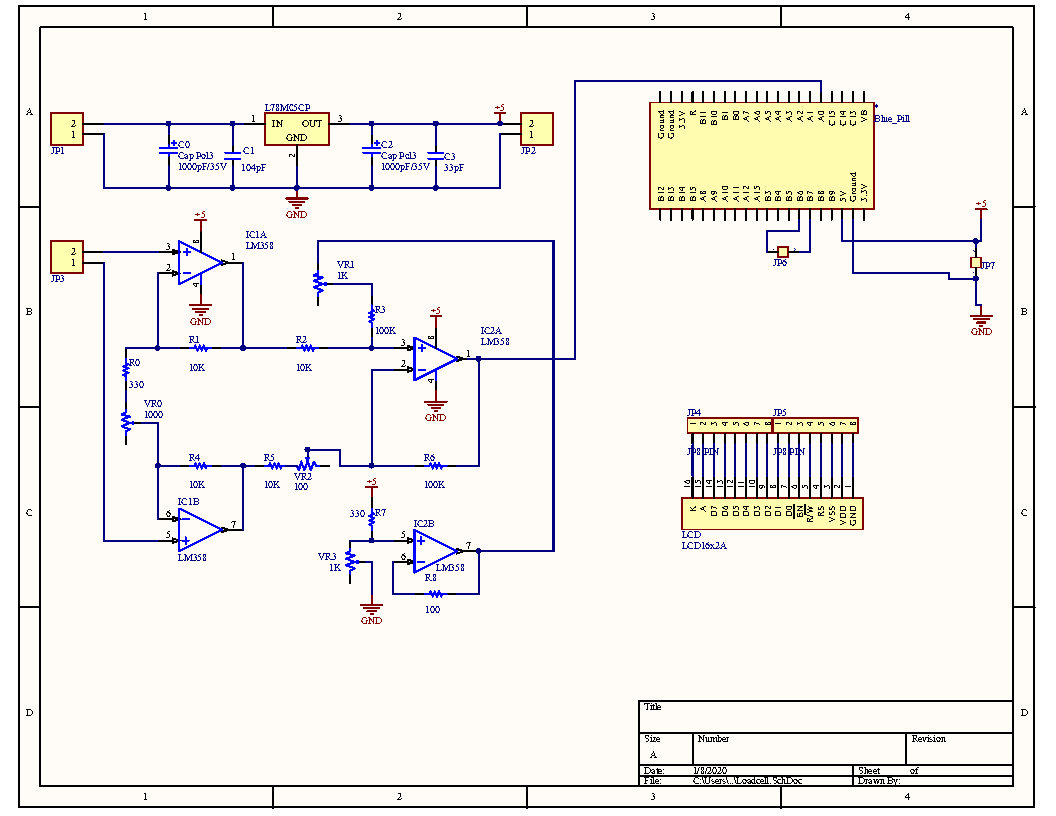 1 2 3 4
A A
L78M05CP
+5
2
1
JP1
1 IN OUT 3
GND
2
2
1
JP2
C0
Cap Pol3
1000pF/35V
C1
104pF
C2
Cap Pol3
1000pF/35V
C3
33pF
GND
Ground
Ground
3.3V
R
B11
B10
B1
B0
A7
A6
A5
A4
A3
A2
A1
A0
C15
C14
C13
VB
Blue_Pill
B12
B13
B14
B15
A8
A9
A10
A11
A12
A15
B3
B4
B5
B6
B7
B8
B9
5V
Ground
3.3V
JP6
+5
JP7
GND
B B
2
1
JP3
+5
IC1A
LM358
3
2
8
1
4
GND
VR1
1K
R3
100K
R1
10K
R2
10K
+5
IC2A
LM358
3
2
8
1
4
GND
R0
330
VR0
1000
R4
10K
R5
10K
VR2
100
R6
100K
IC1B
6
5
7
LM358
+5
330 R7
VR3
1K
GND
IC2B
5
6
7
LM358
R8
100
JP4 JP5
1 2 3 4 5 6 7 8 1 2 3 4 5 6 7 8
JP8 PIN JP8 PIN
16 15 14 13 12 11 10 9 8 7 6 5 4 3 2 1
K A D7 D6 D5 D4 D3 D2 D1 D0 EN R/W RS VSS VDD GND
LCD
LCD16x2A
C C
D D
Title
Size Number Revision
A
Date: 1/8/2020 Sheet of
File: C:\Users\..\Loadcell.SchDoc Drawn By:
1 2 3 4